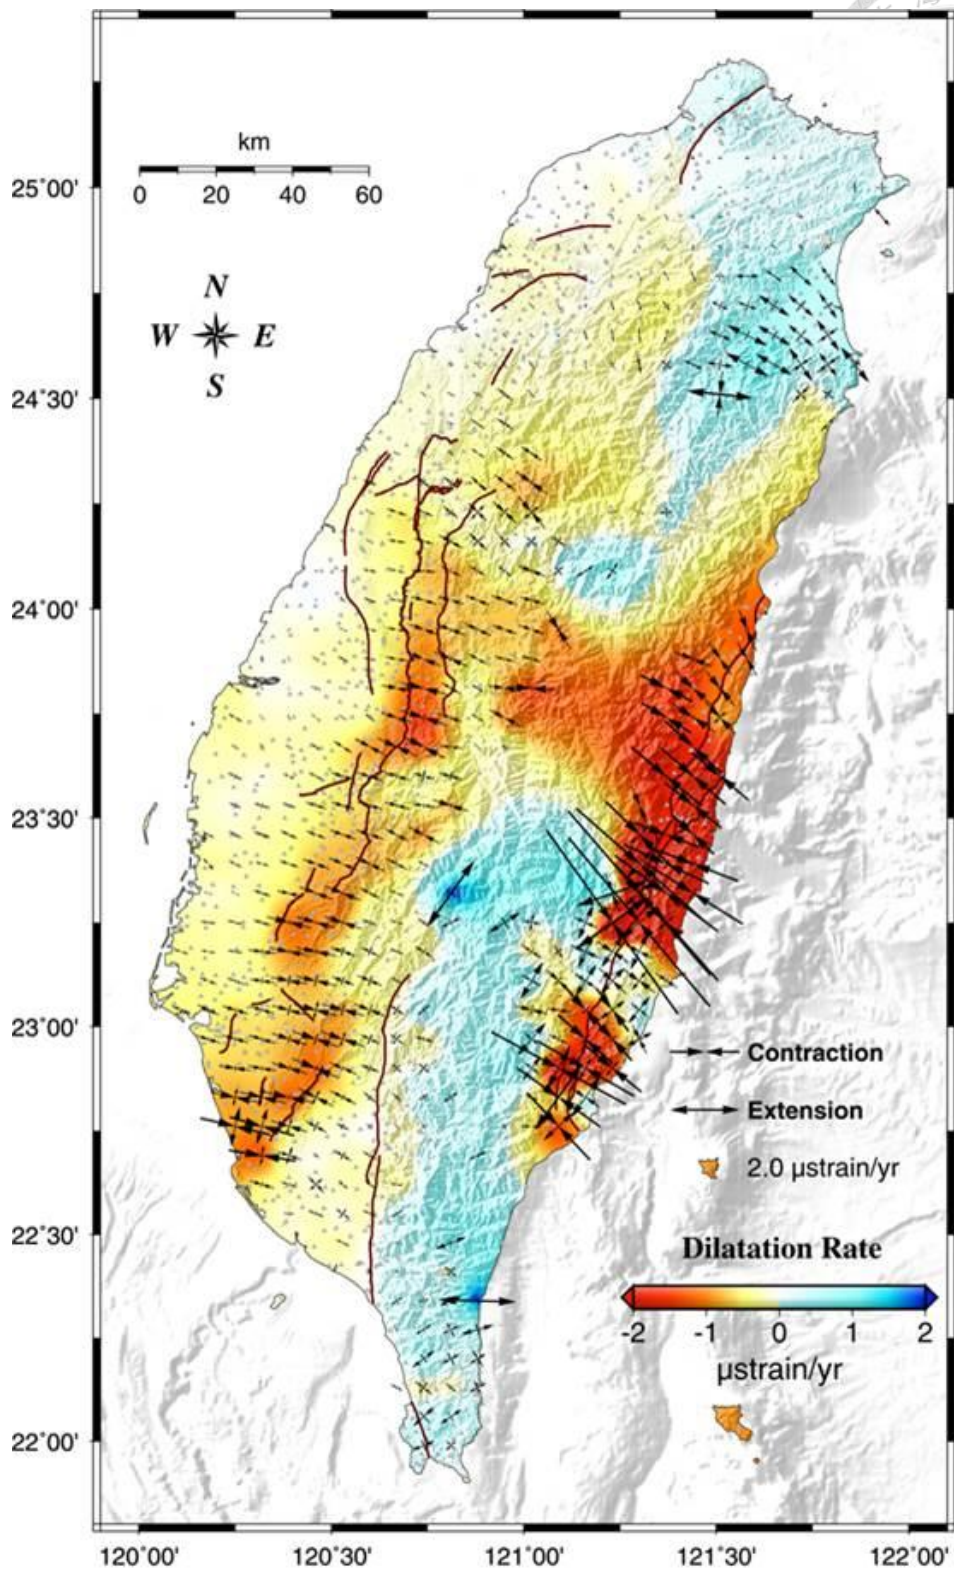 km
0 20 40 60
25°00'
N
W E
S
24°30'
24°00'
23°30'
23°00'
Contraction
Extension
2.0 μstrain/yr
22°30'
Dilatation Rate
-2 -1 0 1 2
μstrain/yr
22°00'
120°00' 120°30' 121°00' 121°30' 122°00'